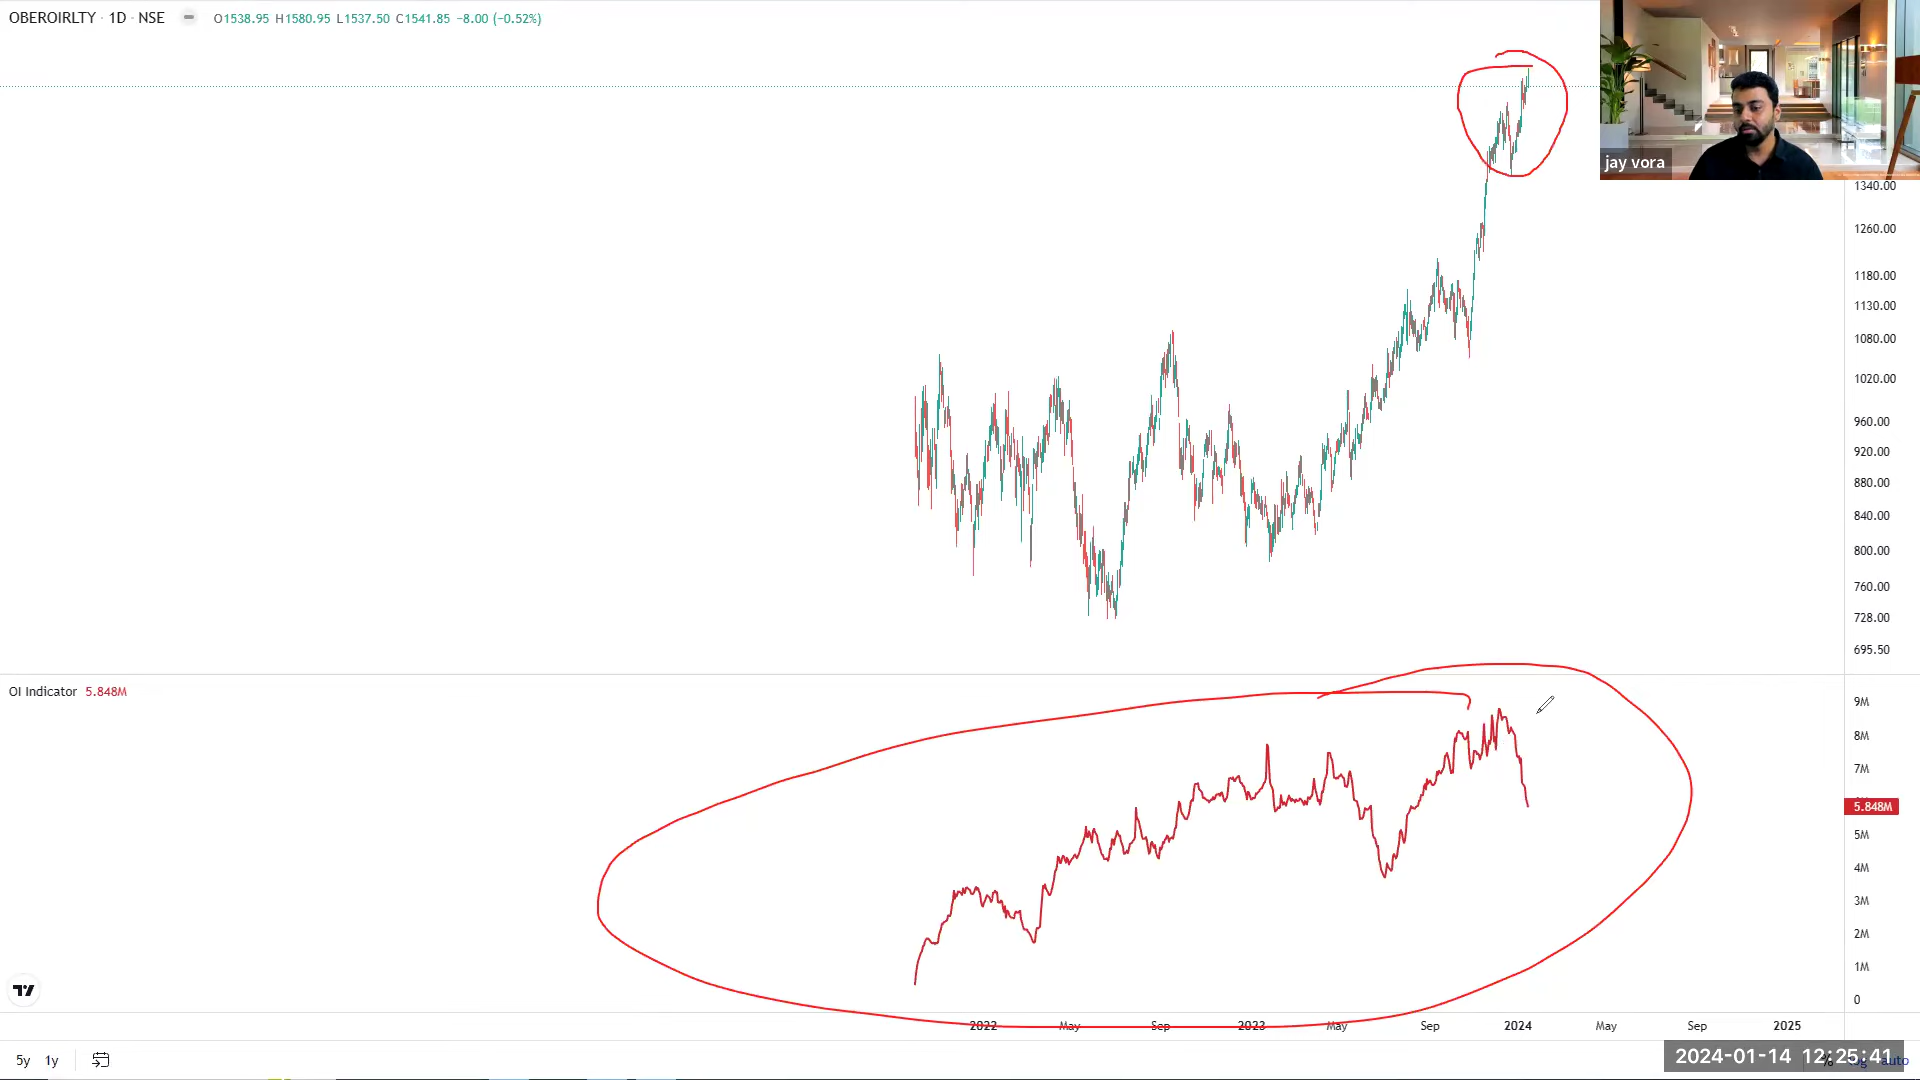 OBEROIRLTY · 1D · NSE O1538.95 H1580.95 L1537.50 C1541.85 −8.00 (−0.52%)
jay vora
1340.00
1260.00
1180.00
1130.00
1080.00
1020.00
960.00
920.00
880.00
840.00
800.00
760.00
728.00
695.50
OI Indicator 5.848M
9M
8M
7M
5.848M
5M
4M
3M
2M
1M
0
2022 May Sep 2023 May Sep 2024 May Sep 2025
5y 1y
2024-01-14 12:25:41
% auto